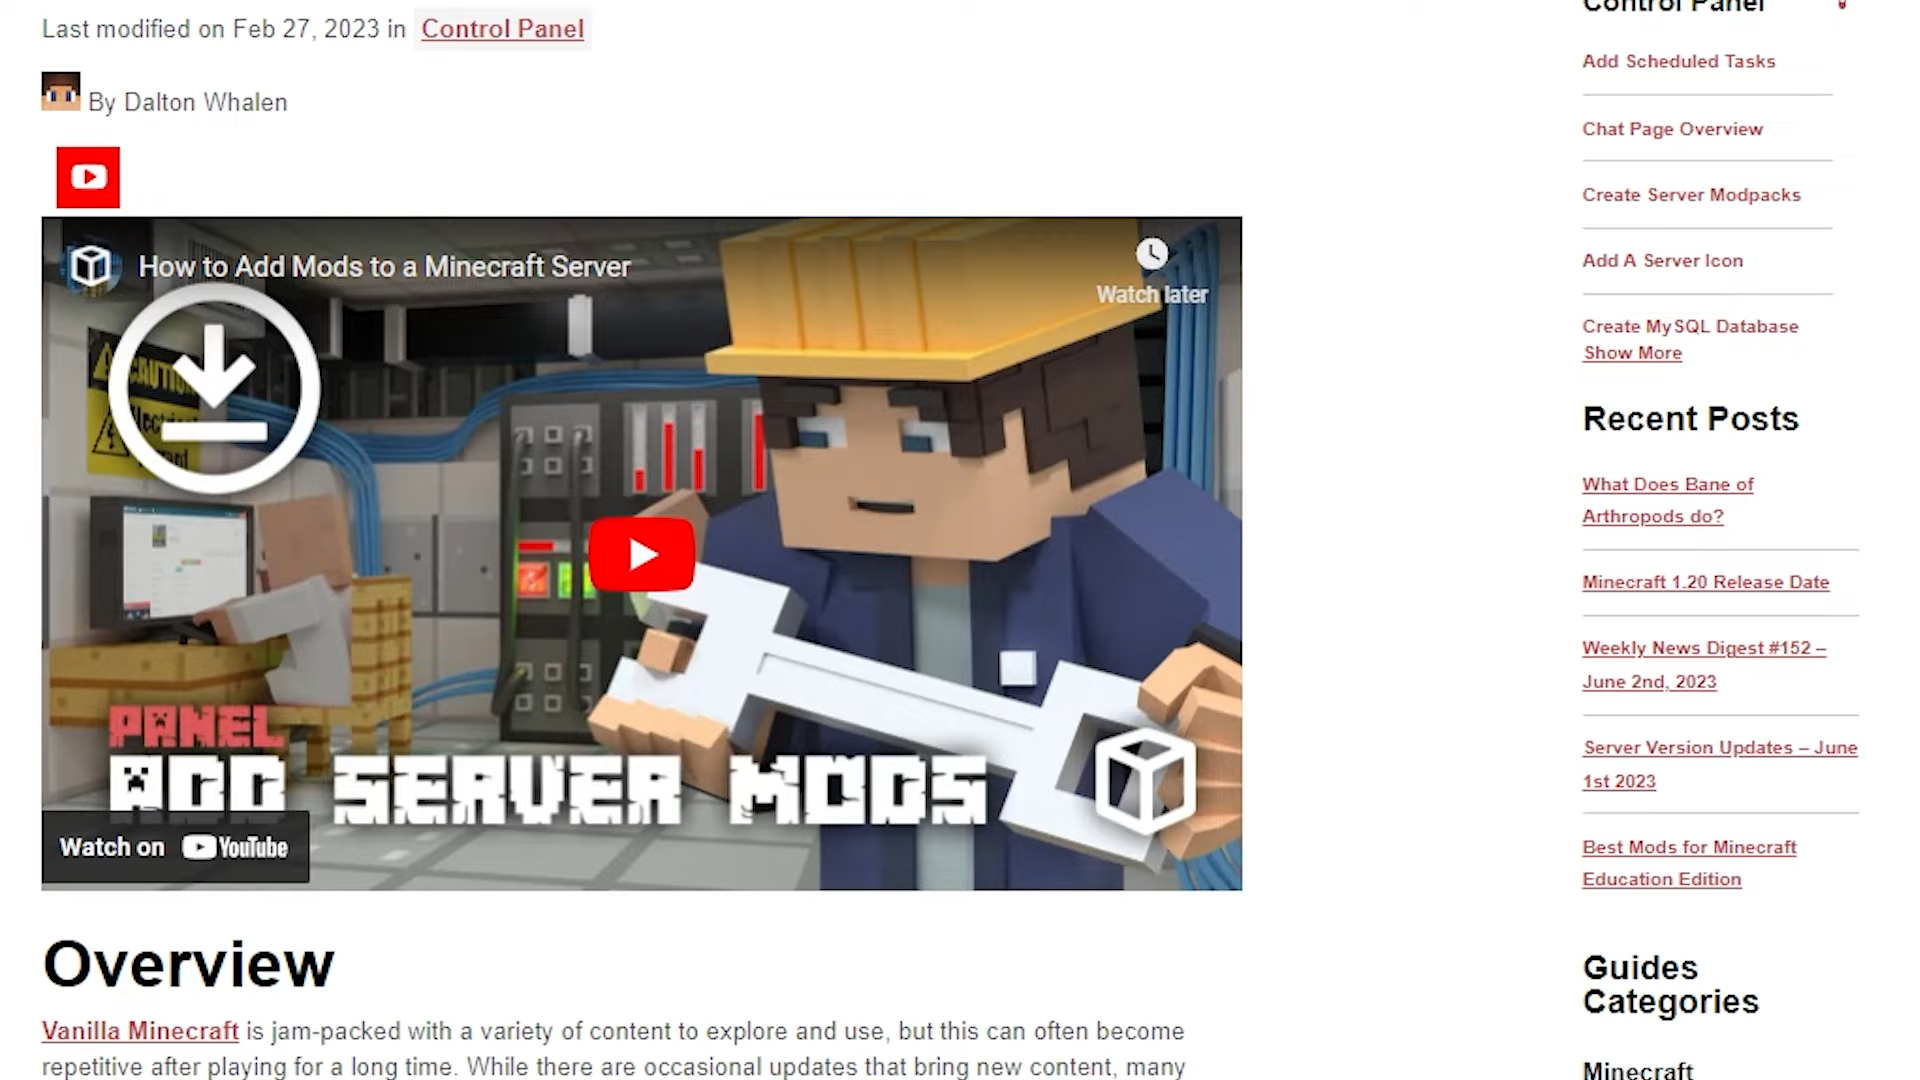 Last modified on Feb 27, 2023 in Control Panel
By Dalton Whalen
How to Add Mods to a Minecraft Server
Watch later
CAUTION
PANEL
ADD SERVER MODS
Watch on YouTube
Overview
Vanilla Minecraft is jam-packed with a variety of content to explore and use, but this can often become
repetitive after playing for a long time. While there are occasional updates that bring new content, many
Control Panel
Add Scheduled Tasks
Chat Page Overview
Create Server Modpacks
Add A Server Icon
Create MySQL Database
Show More
Recent Posts
What Does Bane of
Arthropods do?
Minecraft 1.20 Release Date
Weekly News Digest #152 –
June 2nd, 2023
Server Version Updates – June
1st 2023
Best Mods for Minecraft
Education Edition
Guides
Categories
Minecraft